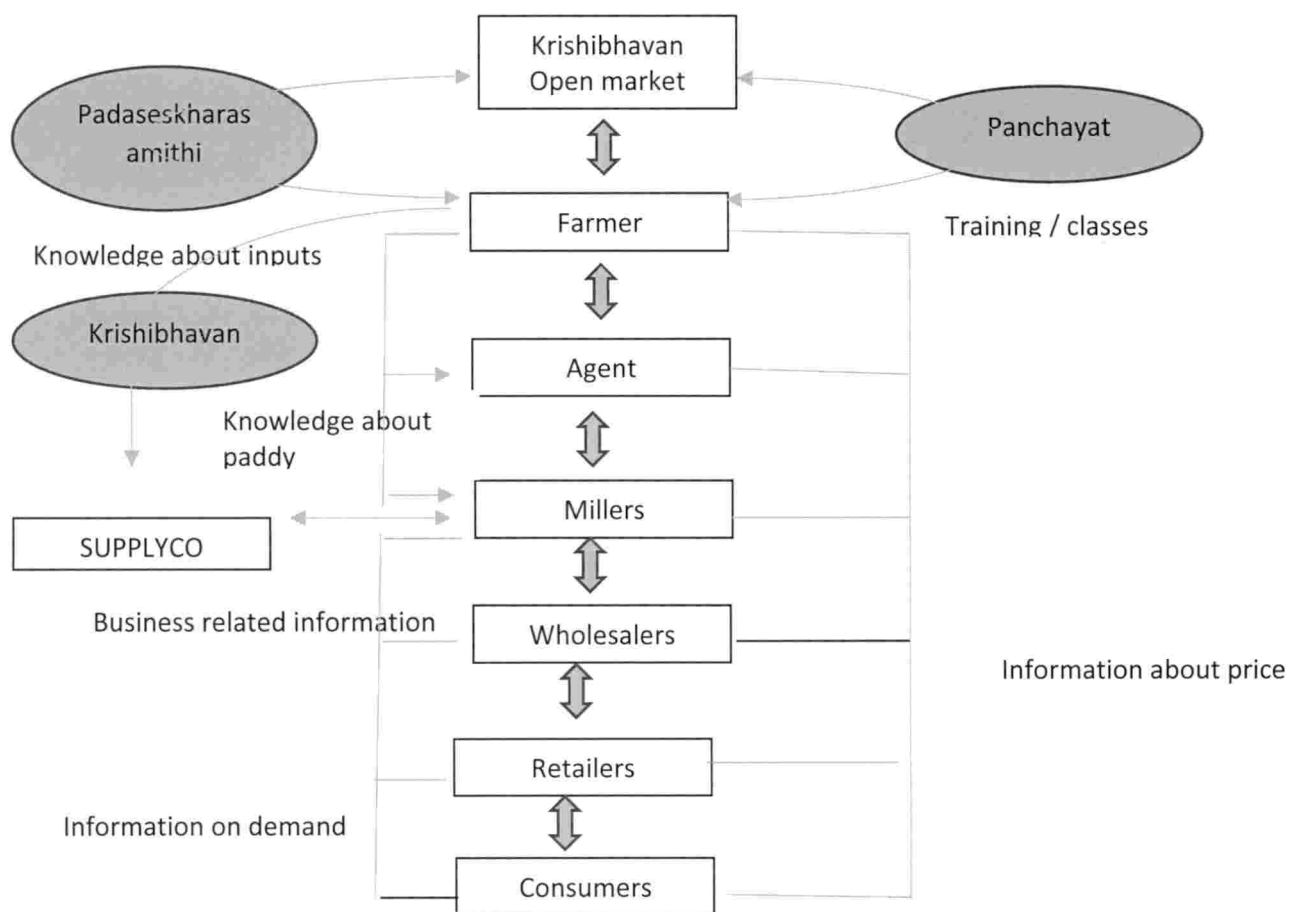 Krishibhavan
Open market
Padaseskharas
amithi
Panchayat
Farmer
Training / classes
Knowledge about inputs
Krishibhavan
Agent
Knowledge about
paddy
Millers
SUPPLYCO
Business related information
Wholesalers
Information about price
Retailers
Information on demand
Consumers